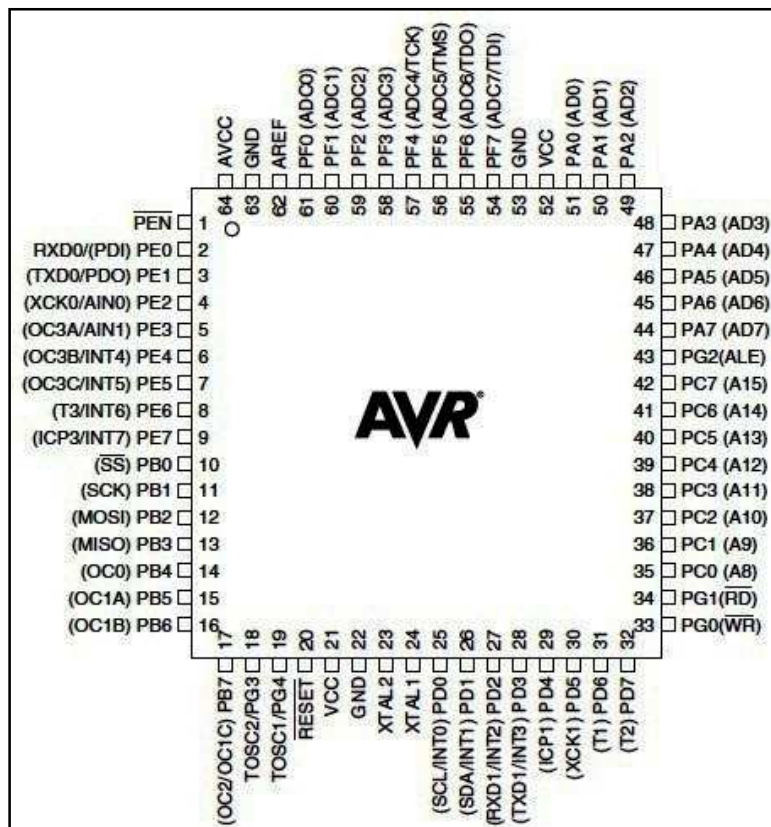 AVCC
GND
AREF
PF0 (ADC0)
PF1 (ADC1)
PF2 (ADC2)
PF3 (ADC3)
PF4 (ADC4/TCK)
PF5 (ADC5/TMS)
PF6 (ADC6/TDO)
PF7 (ADC7/TDI)
GND
VCC
PA0 (AD0)
PA1 (AD1)
PA2 (AD2)
64
63
62
61
60
59
58
57
56
55
54
53
52
51
50
49
PEN 1
RXD0/(PDI) PE0 2
(TXD0/PDO) PE1 3
(XCK0/AIN0) PE2 4
(OC3A/AIN1) PE3 5
(OC3B/INT4) PE4 6
(OC3C/INT5) PE5 7
(T3/INT6) PE6 8
(ICP3/INT7) PE7 9
(SS) PB0 10
(SCK) PB1 11
(MOSI) PB2 12
(MISO) PB3 13
(OC0) PB4 14
(OC1A) PB5 15
(OC1B) PB6 16
AVR®
48 PA3 (AD3)
47 PA4 (AD4)
46 PA5 (AD5)
45 PA6 (AD6)
44 PA7 (AD7)
43 PG2(ALE)
42 PC7 (A15)
41 PC6 (A14)
40 PC5 (A13)
39 PC4 (A12)
38 PC3 (A11)
37 PC2 (A10)
36 PC1 (A9)
35 PC0 (A8)
34 PG1(RD)
33 PG0(WR)
17
18
19
20
21
22
23
24
25
26
27
28
29
30
31
32
(OC2/OC1C) PB7
TOSC2/PG3
TOSC1/PG4
RESET
VCC
GND
XTAL2
XTAL1
(SCL/INT0) PD0
(SDA/INT1) PD1
(RXD1/INT2) PD2
(TXD1/INT3) PD3
(ICP1) PD4
(XCK1) PD5
(T1) PD6
(T2) PD7